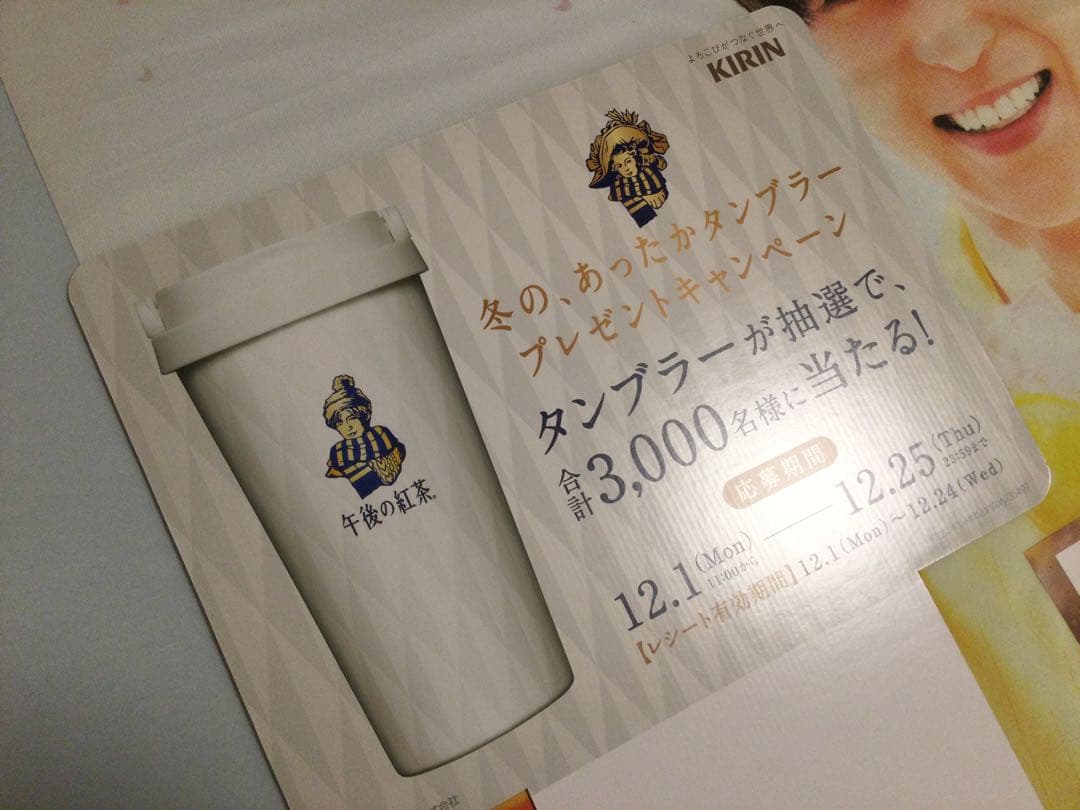 よろこびがつなぐ世界へ
KIRIN
冬の、あったかタンブラー
プレゼントキャンペーン
タンブラーが抽選で、
合計3,000名様に当たる!
応募期間
12.1(Mon)11:00から——12.25(Thu)23:59まで
【レシート有効期間】12.1(Mon)〜12.24(Wed)
午後の紅茶®